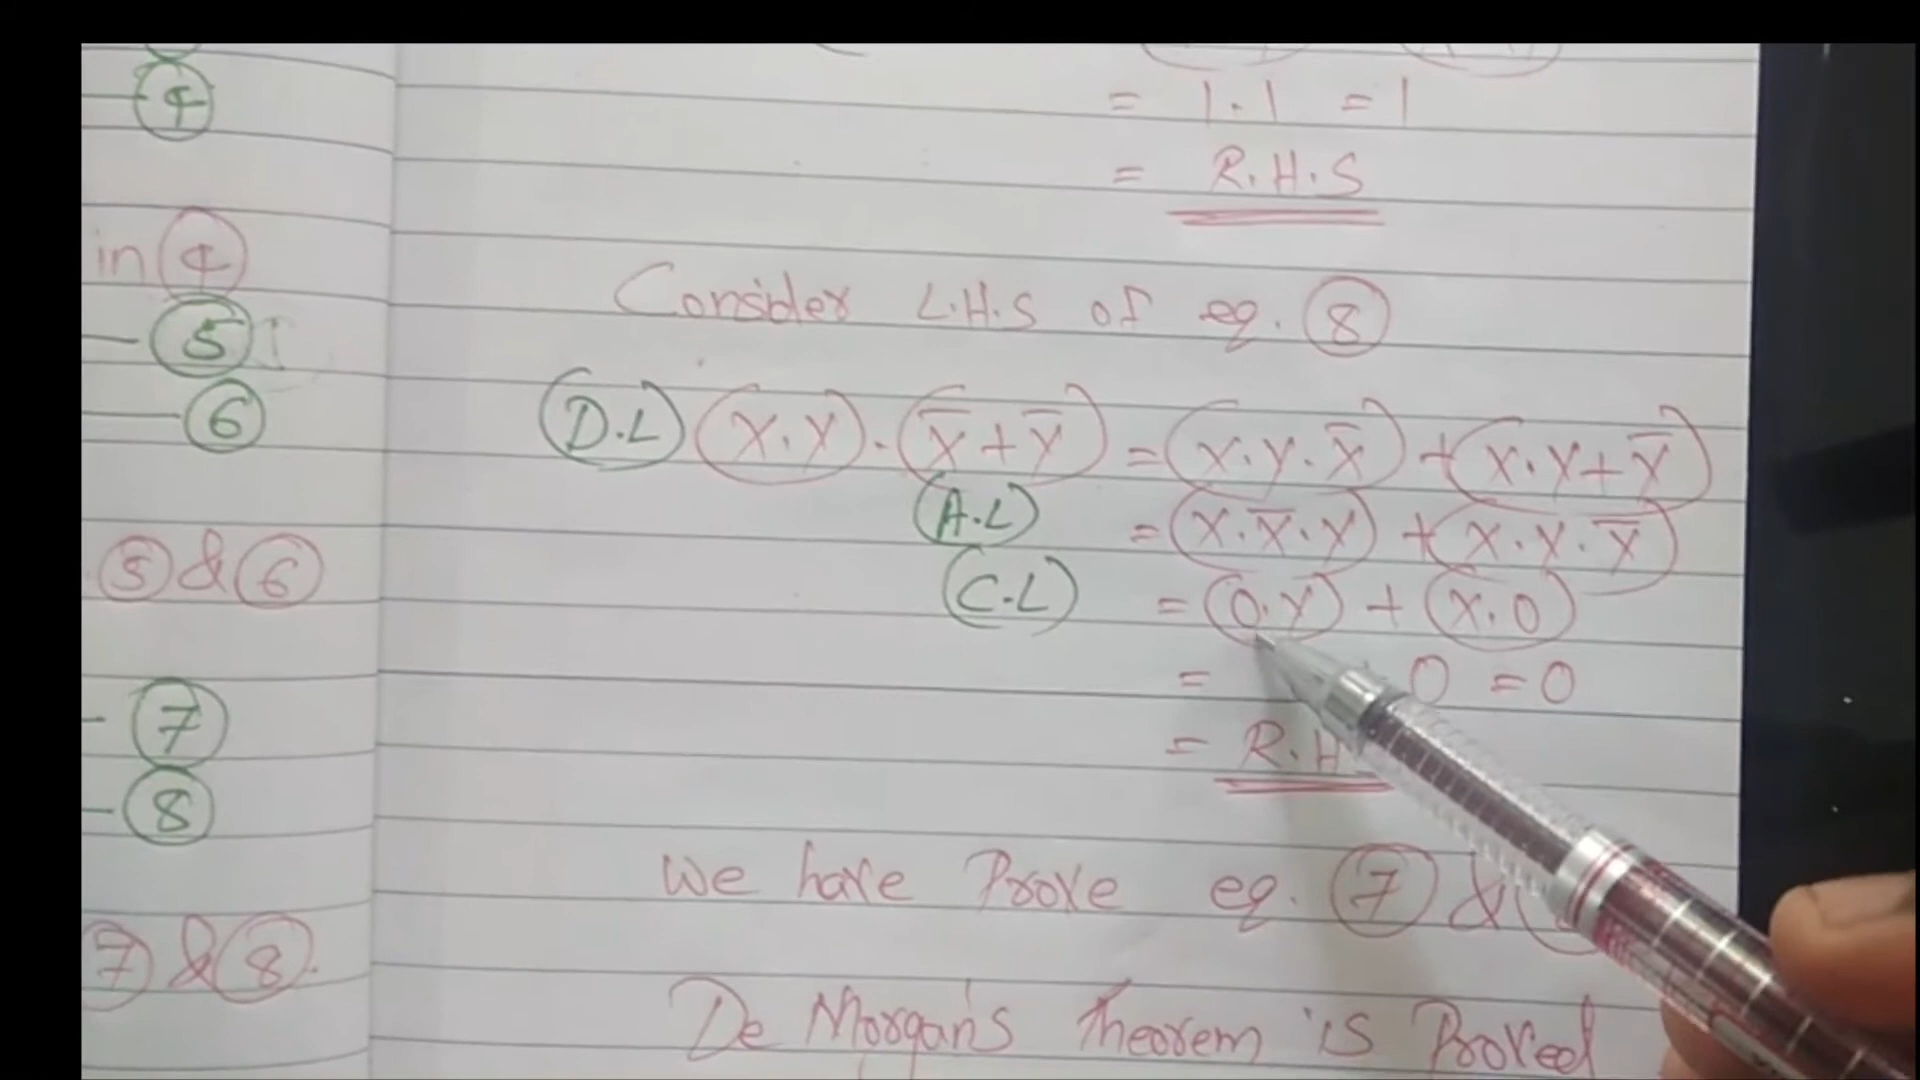 ④
in ④
— ⑤
— ⑥
⑤ & ⑥
- ⑦
- ⑧
⑦ & ⑧.
= 1 . 1 = 1
= R.H.S
Consider L.H.S of eq. ⑧
(D.L) (X.Y) . (X̅ + Y̅) = (X.Y.X̅) + (X.Y + Y̅)
(A.L) = (X.X̅.Y) + (X.Y.Y̅)
(C.L) = (0.Y) + (X.0)
= 0 = 0
= R.H
We have Prove eq. ⑦ &
De Morgan's Theorem is Proved